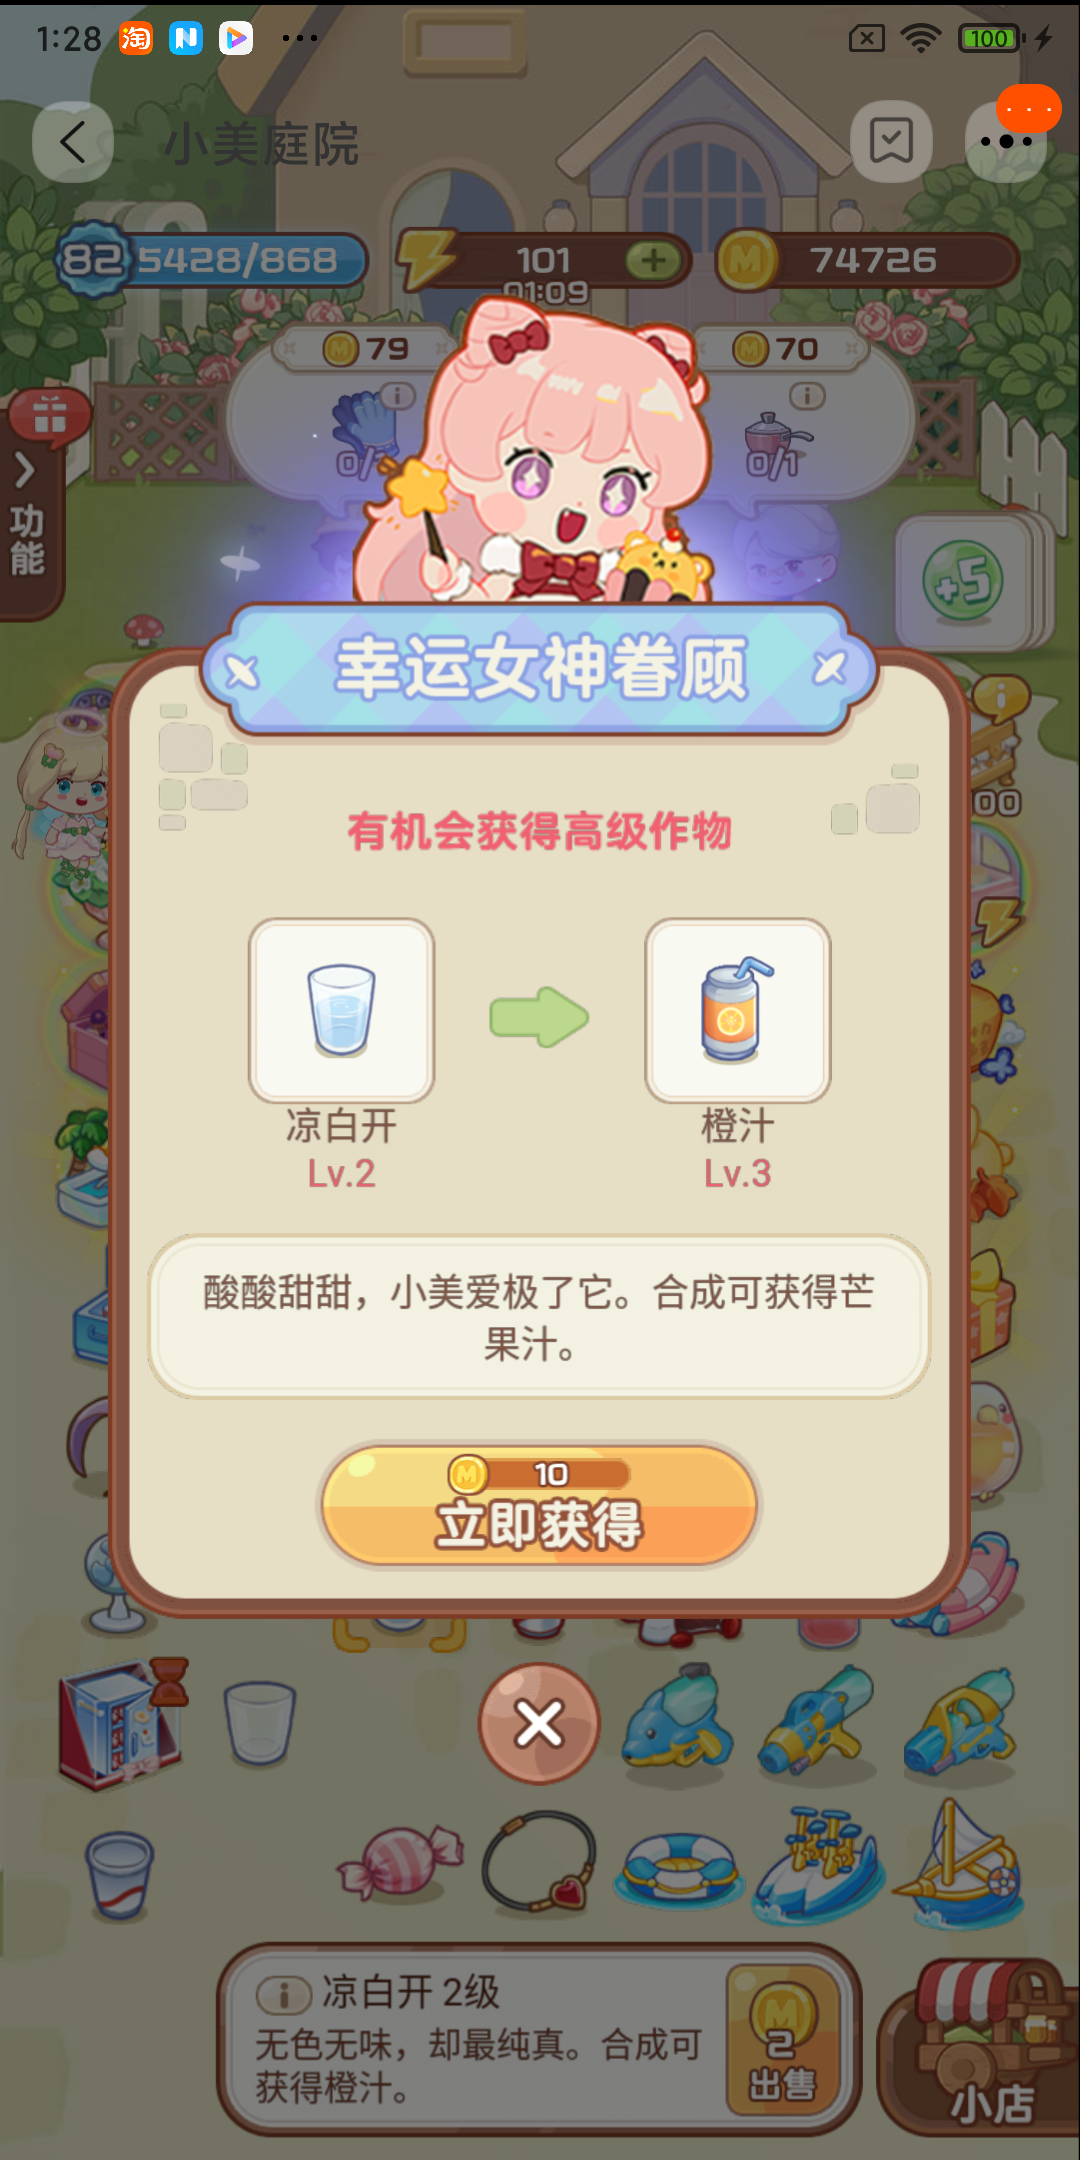 1:28 淘 N
100
小美庭院
82 5428/868 101 74726
01:09
79 70
0/ 0/1
功能
+5
幸运女神眷顾
00
有机会获得高级作物
凉白开 橙汁
Lv.2 Lv.3
酸酸甜甜，小美爱极了它。合成可获得芒
果汁。
10
立即获得
凉白开 2级
无色无味，却最纯真。合成可
获得橙汁。
2
出售
小店